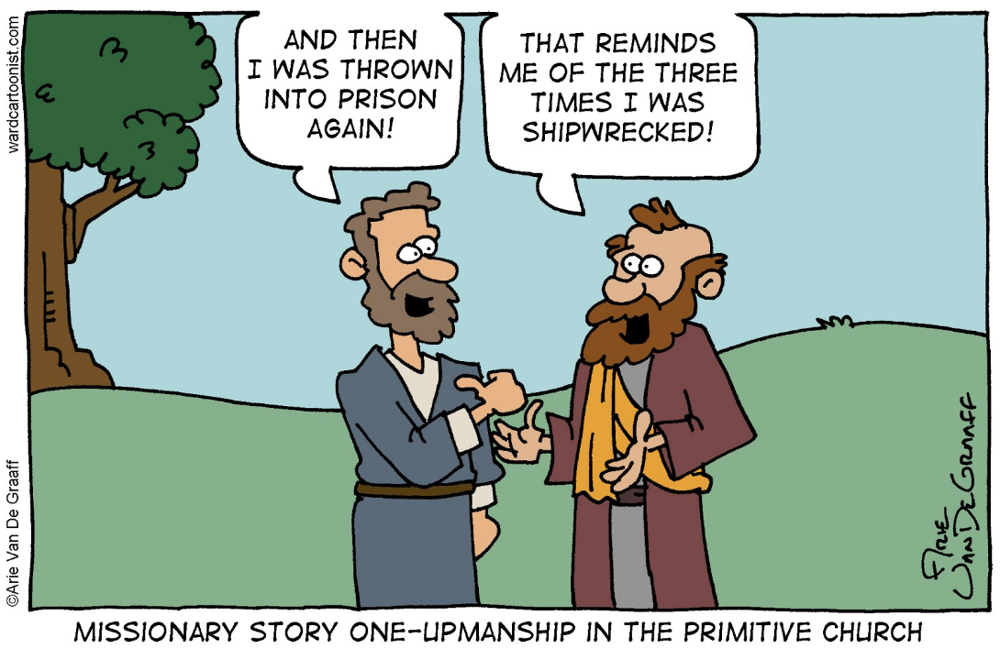 AND THEN
I WAS THROWN
INTO PRISON
AGAIN!
THAT REMINDS
ME OF THE THREE
TIMES I WAS
SHIPWRECKED!
wardcartoonist.com
©Arie Van De Graaff
ARIE
VAN DE GRAAFF
MISSIONARY STORY ONE-UPMANSHIP IN THE PRIMITIVE CHURCH